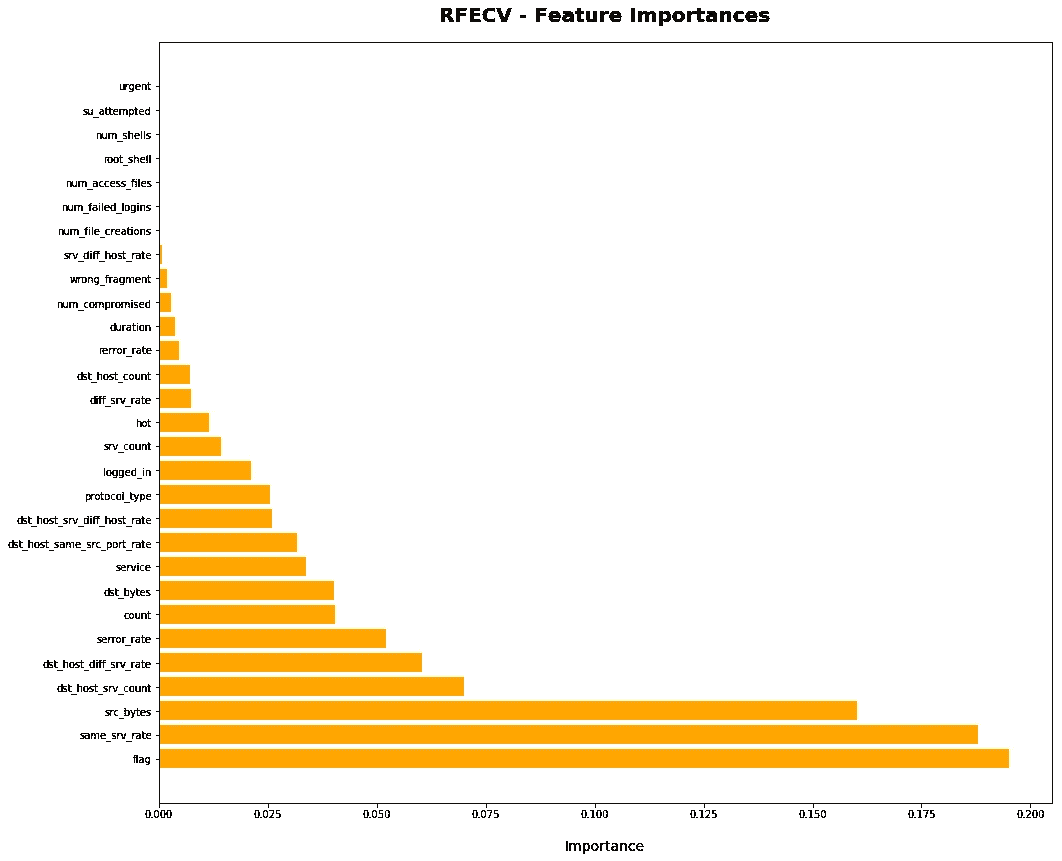 RFECV - Feature Importances
urgent
su_attempted
num_shells
root_shell
num_access_files
num_failed_logins
num_file_creations
srv_diff_host_rate
wrong_fragment
num_compromised
duration
rerror_rate
dst_host_count
diff_srv_rate
hot
srv_count
logged_in
protocol_type
dst_host_srv_diff_host_rate
dst_host_same_src_port_rate
service
dst_bytes
count
serror_rate
dst_host_diff_srv_rate
dst_host_srv_count
src_bytes
same_srv_rate
flag
0.000 0.025 0.050 0.075 0.100 0.125 0.150 0.175 0.200
Importance